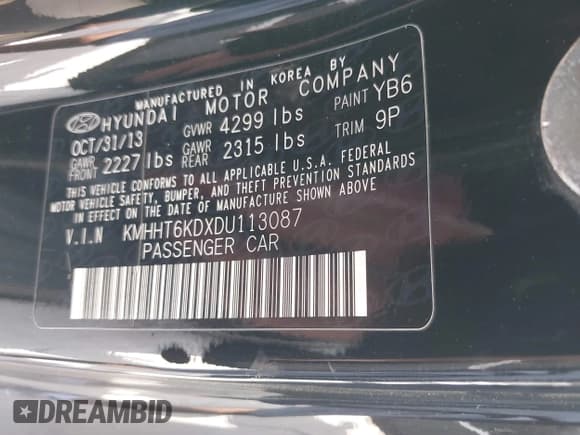 MANUFACTURED IN KOREA BY
HYUNDAI MOTOR COMPANY
OCT/31/13 GVWR 4299 lbs PAINT YB6
GAWR FRONT 2227 lbs GAWR REAR 2315 lbs TRIM 9P
THIS VEHICLE CONFORMS TO ALL APPLICABLE U.S.A. FEDERAL
MOTOR VEHICLE SAFETY, BUMPER, AND THEFT PREVENTION STANDARDS
IN EFFECT ON THE DATE OF MANUFACTURE SHOWN ABOVE
V.I.N KMHHT6KDXDU113087
PASSENGER CAR
DREAMBID